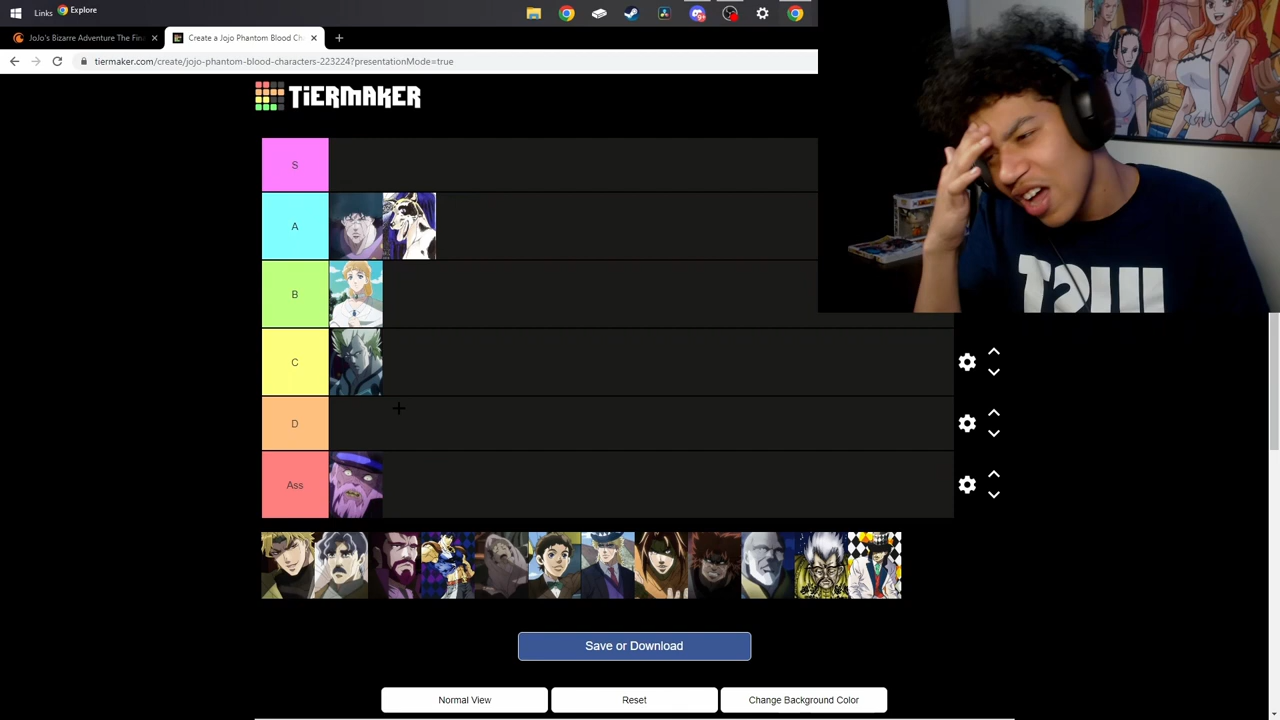 Links
Explore
JoJo's Bizarre Adventure The Fin
Create a Jojo Phantom Blood Ch
tiermaker.com/create/jojo-phantom-blood-characters-223224?presentationMode=true
TiERMAKER
S
A
B
C
D
Ass
Save or Download
Normal View
Reset
Change Background Color